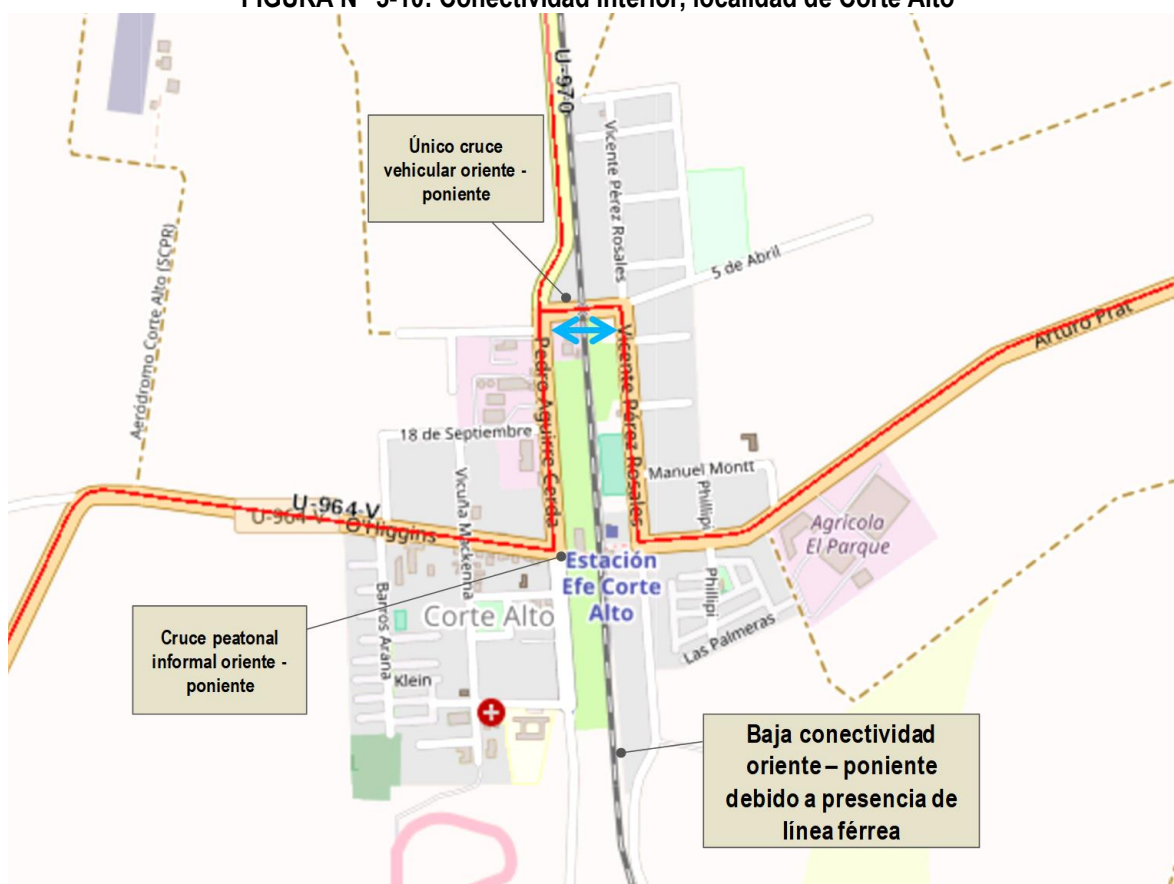 FIGURA N° 3-10: Conectividad interior, localidad de Corte Alto
U-970
Único cruce
vehicular oriente -
poniente
Vicente Pérez Rosales
5 de Abril
Aeródromo Corte Alto (SCPR)
Arturo Prat
Pedro Aguirre Cerda
Vicente Pérez Rosales
18 de Septiembre
Manuel Montt
Vicuña Mackenna
Phillipi
U-964-V
U-964-V
O'Higgins
Agrícola
El Parque
Estación
Efe Corte
Alto
Phillipi
Barros Arana
Corte Alto
Cruce peatonal
informal oriente -
poniente
Las Palmeras
Klein
Baja conectividad
oriente – poniente
debido a presencia de
línea férrea